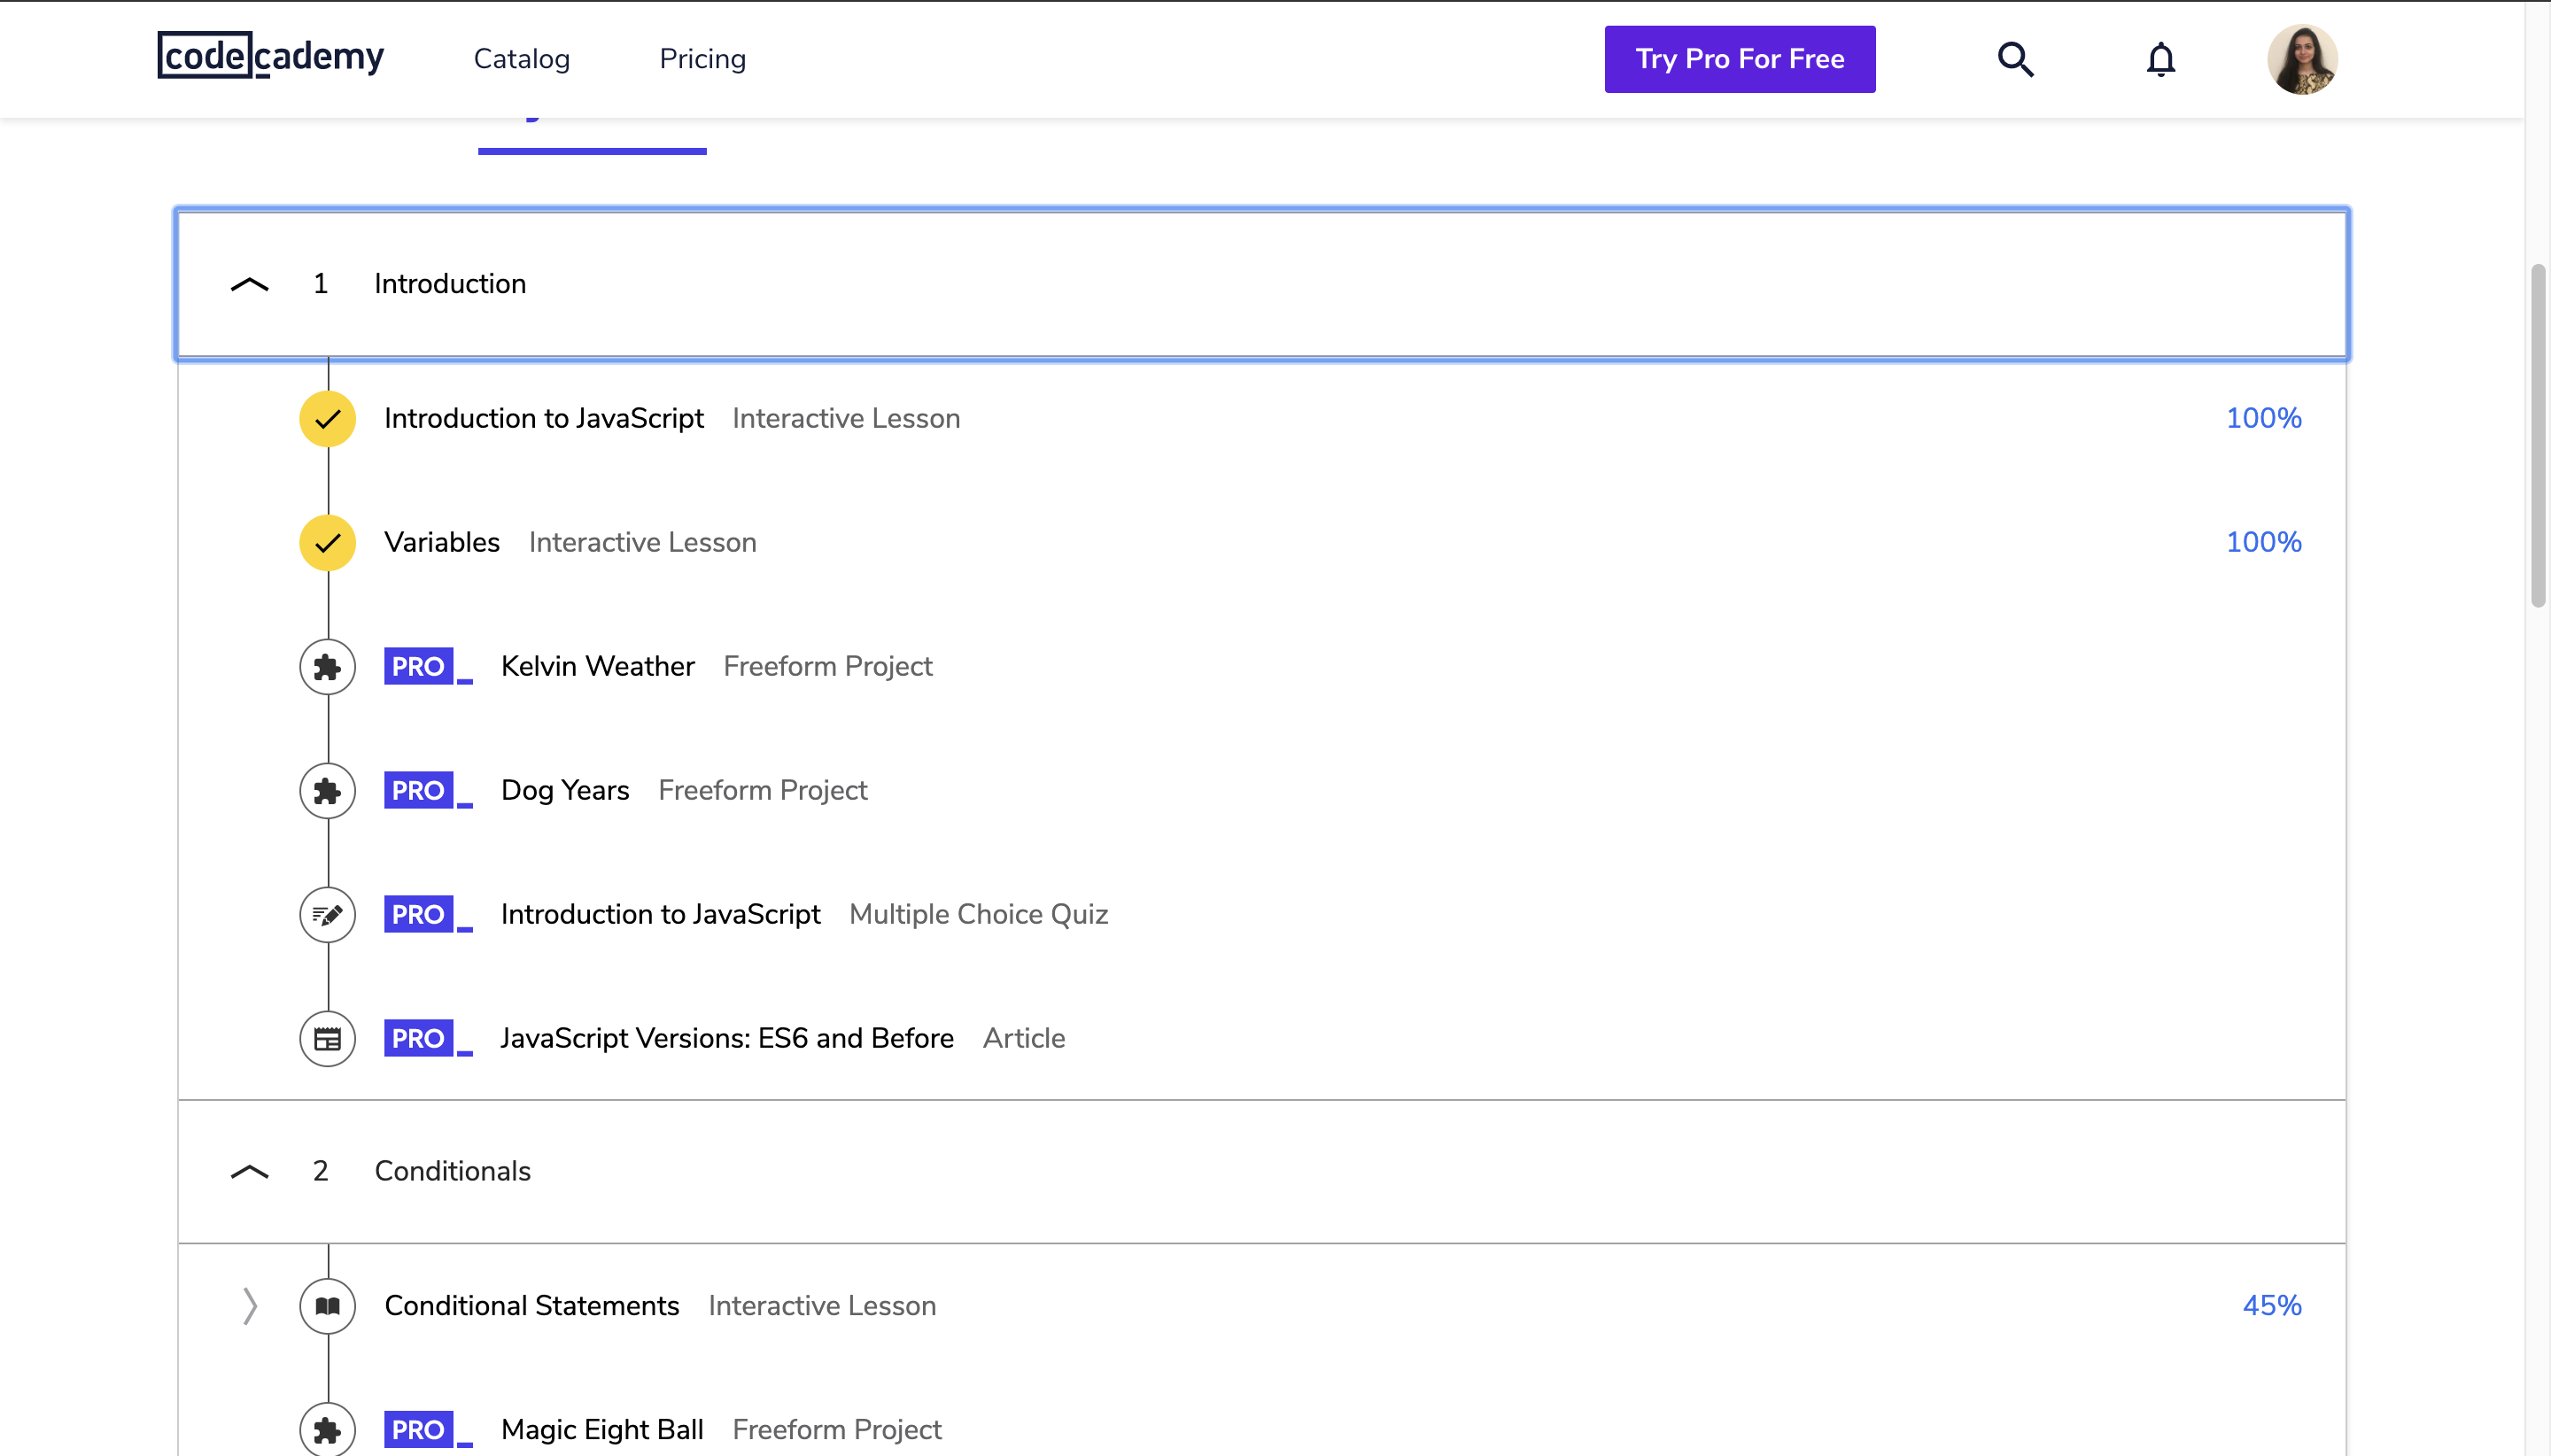 codecademy Catalog Pricing Try Pro For Free
1 Introduction
Introduction to JavaScript Interactive Lesson 100%
Variables Interactive Lesson 100%
PRO Kelvin Weather Freeform Project
PRO Dog Years Freeform Project
PRO Introduction to JavaScript Multiple Choice Quiz
PRO JavaScript Versions: ES6 and Before Article
2 Conditionals
Conditional Statements Interactive Lesson 45%
PRO Magic Eight Ball Freeform Project